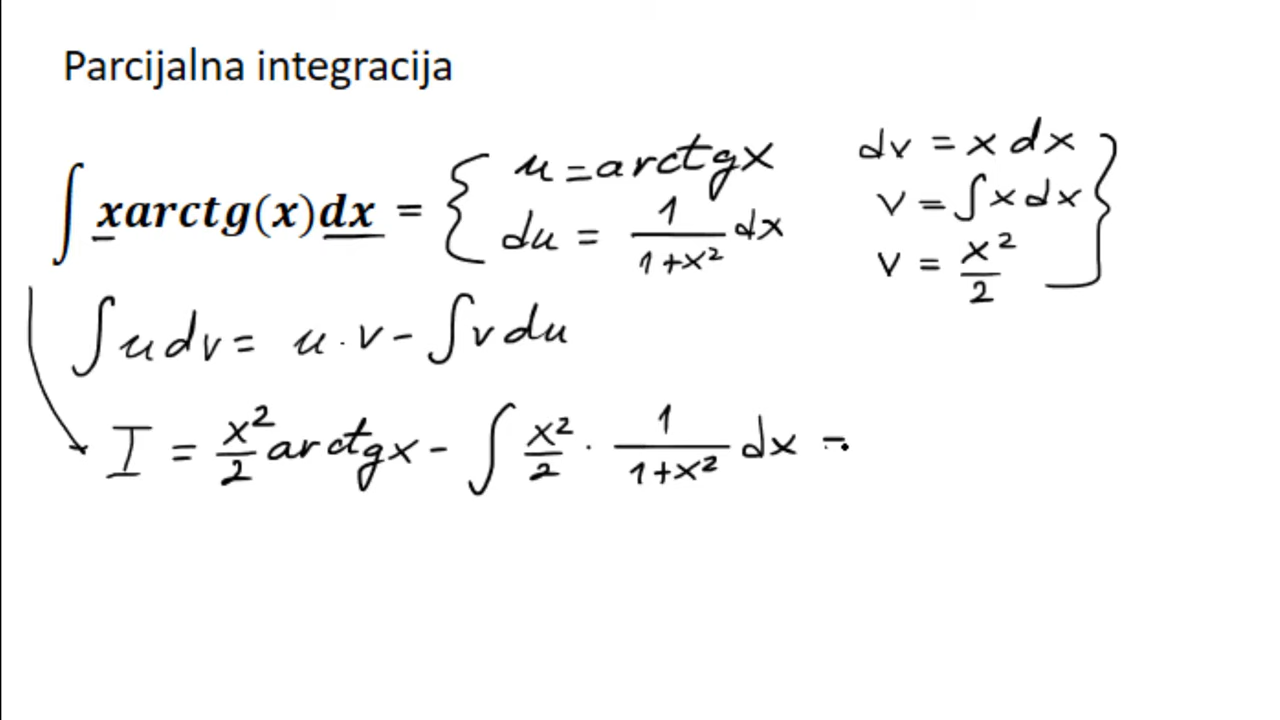 Parcijalna integracija
∫ xarctg(x)dx = { u = arctgx dv = x dx
du = 1/(1+x²) dx v = ∫ x dx
v = x²/2 }
∫ u dv = u · v - ∫ v du
I = x²/2 arctgx - ∫ x²/2 · 1/(1+x²) dx =